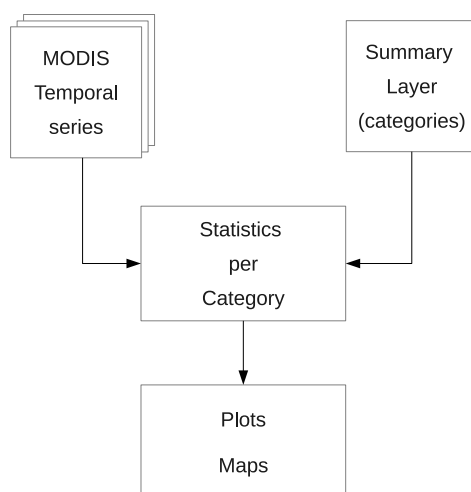 MODIS
Temporal
series
Summary
Layer
(categories)
Statistics
per
Category
Plots
Maps